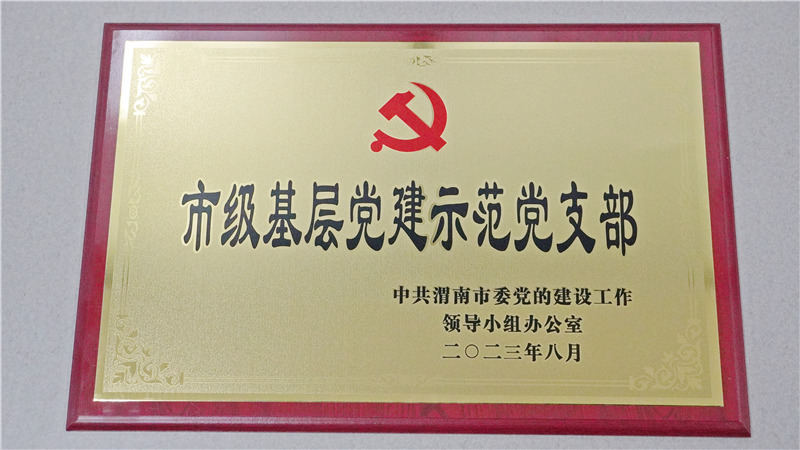 市级基层党建示范党支部
中共渭南市委党的建设工作
领导小组办公室
二〇二三年八月